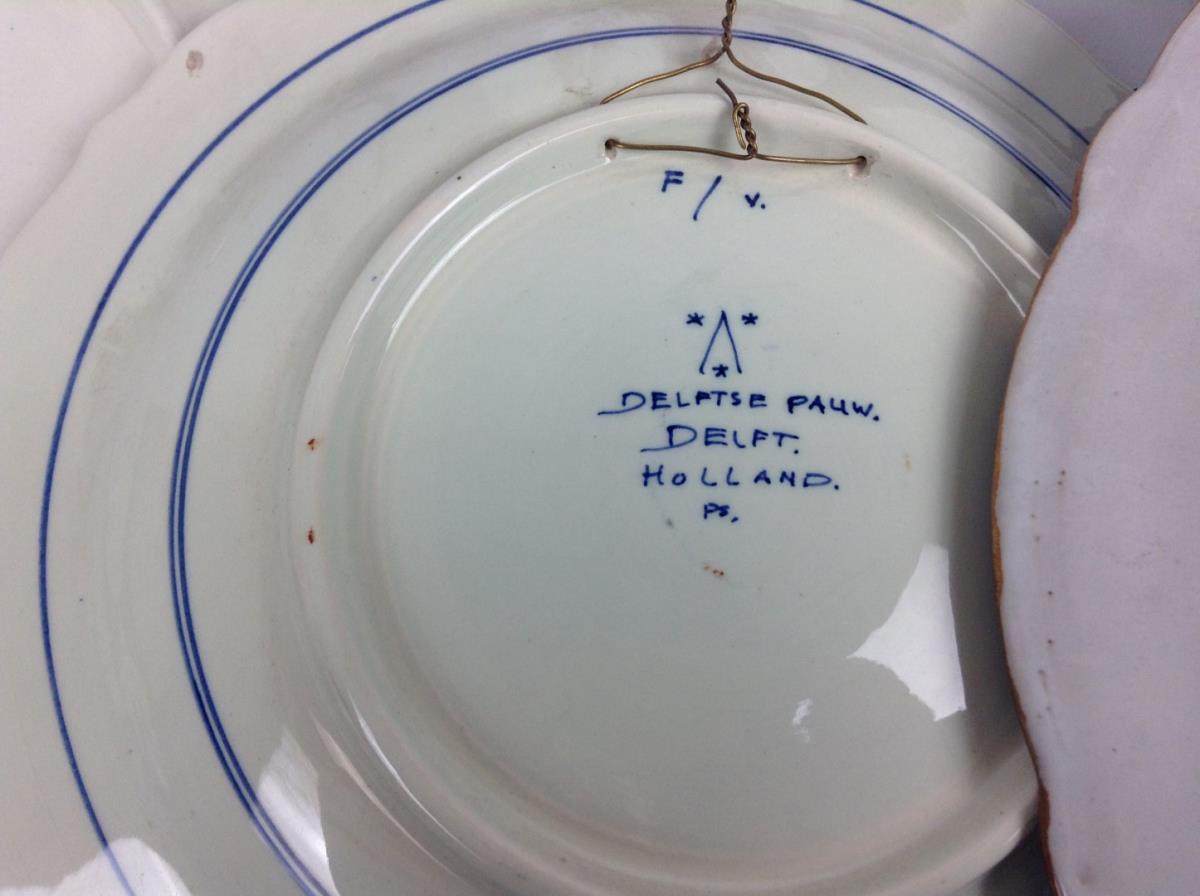 F / v.
* Λ *
*
DELFTSE PAUW.
DELFT.
HOLLAND.
PS.